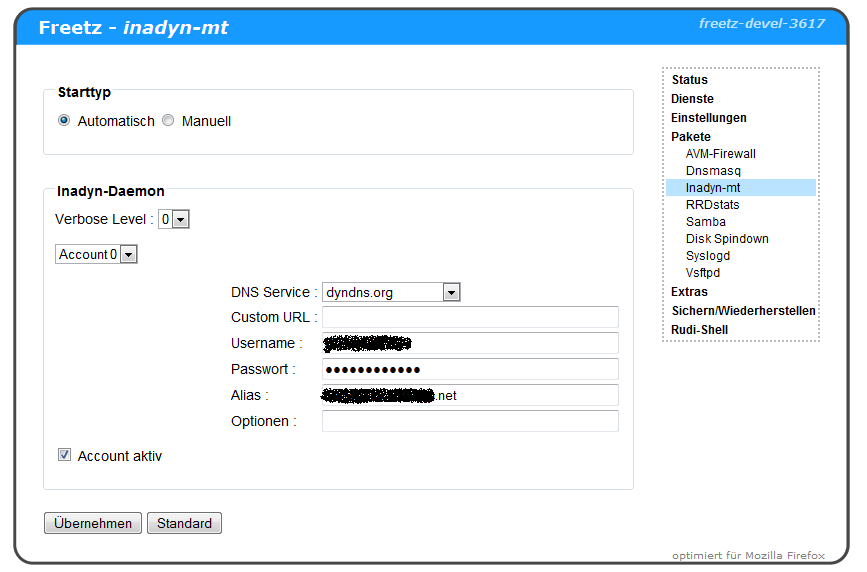 Freetz - inadyn-mt
freetz-devel-3617
Starttyp
Automatisch Manuell
Inadyn-Daemon
Verbose Level : 0
Account 0
DNS Service : dyndns.org
Custom URL :
Username :
Passwort : ●●●●●●●●●●●●
Alias : .net
Optionen :
Account aktiv
Übernehmen Standard
Status
Dienste
Einstellungen
Pakete
AVM-Firewall
Dnsmasq
Inadyn-mt
RRDstats
Samba
Disk Spindown
Syslogd
Vsftpd
Extras
Sichern/Wiederherstellen
Rudi-Shell
optimiert für Mozilla Firefox